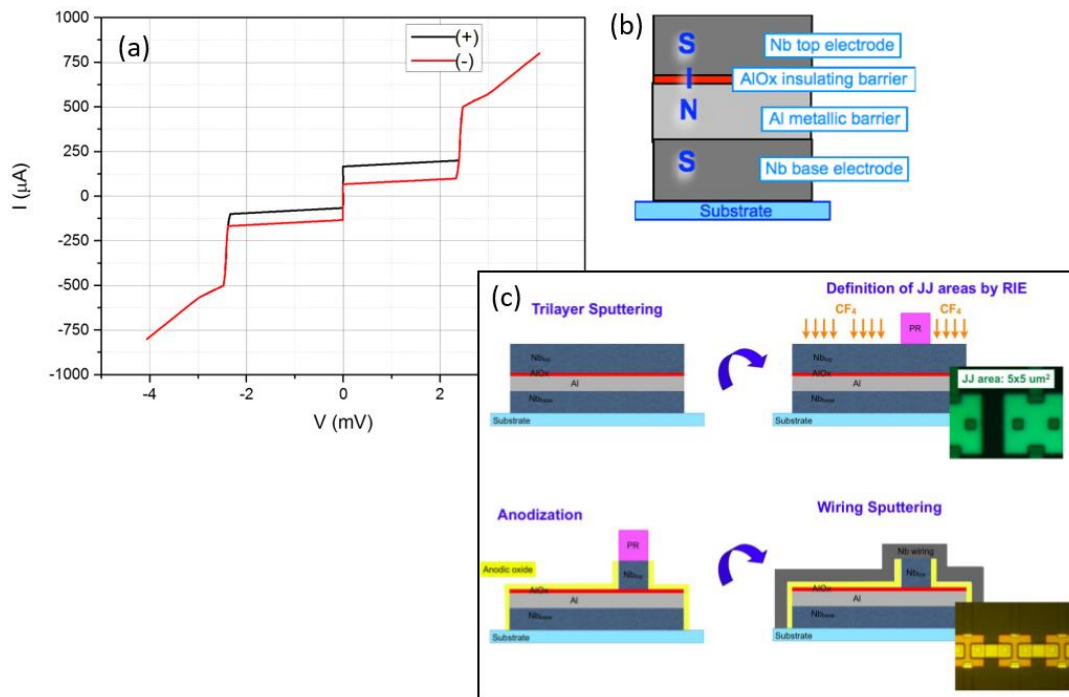 (a)
1000
750
500
250
0
-250
-500
-750
-1000
I (μA)
-4
-2
0
2
4
V (mV)
(+)
(-)
(b)
S
I
N
S
Nb top electrode
AlOx insulating barrier
Al metallic barrier
Nb base electrode
Substrate
(c)
Trilayer Sputtering
Nbtop
AlOx
Al
Nbbase
Substrate
Definition of JJ areas by RIE
CF4
CF4
PR
Nbtop
AlOx
Al
Nbbase
Substrate
JJ area: 5x5 um²
Anodization
PR
Anodic oxide
Nbtop
AlOx
Al
Nbbase
Substrate
Wiring Sputtering
Nb wiring
Nbtop
AlOx
Al
Nbbase
Substrate